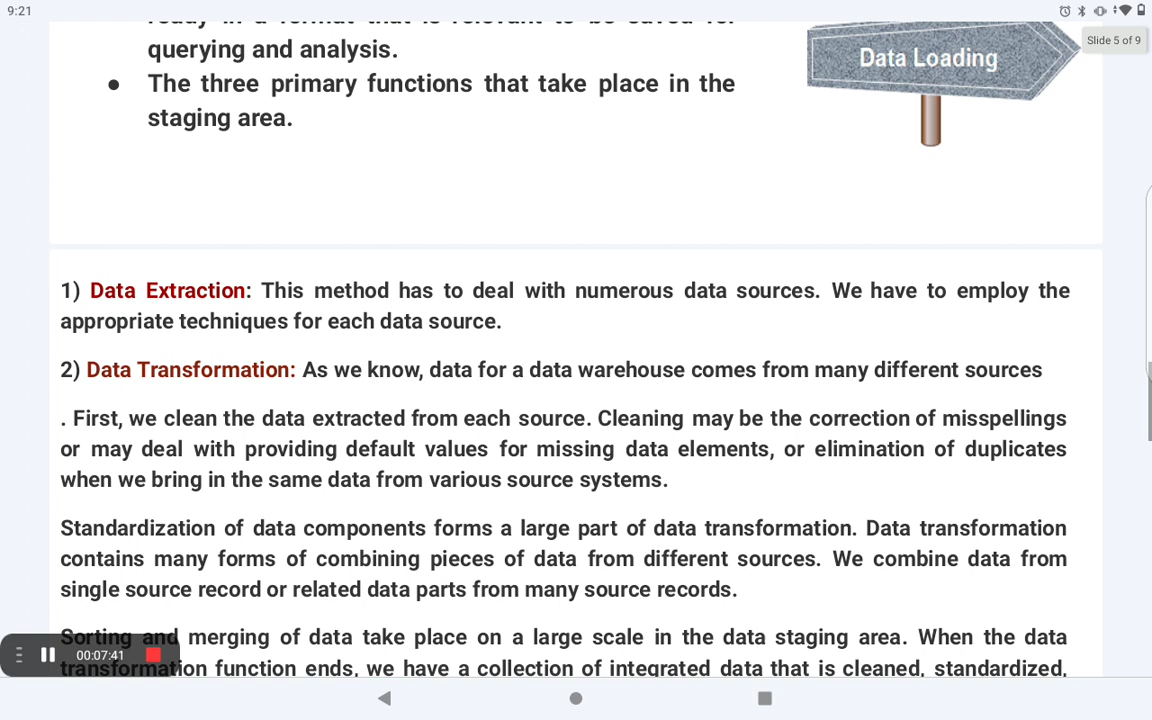 9:21
Slide 5 of 9
querying and analysis.
● The three primary functions that take place in the
staging area.
Data Loading
1) Data Extraction: This method has to deal with numerous data sources. We have to employ the
appropriate techniques for each data source.
2) Data Transformation: As we know, data for a data warehouse comes from many different sources
. First, we clean the data extracted from each source. Cleaning may be the correction of misspellings
or may deal with providing default values for missing data elements, or elimination of duplicates
when we bring in the same data from various source systems.
Standardization of data components forms a large part of data transformation. Data transformation
contains many forms of combining pieces of data from different sources. We combine data from
single source record or related data parts from many source records.
Sorting and merging of data take place on a large scale in the data staging area. When the data
transformation function ends, we have a collection of integrated data that is cleaned, standardized,
00:07:41